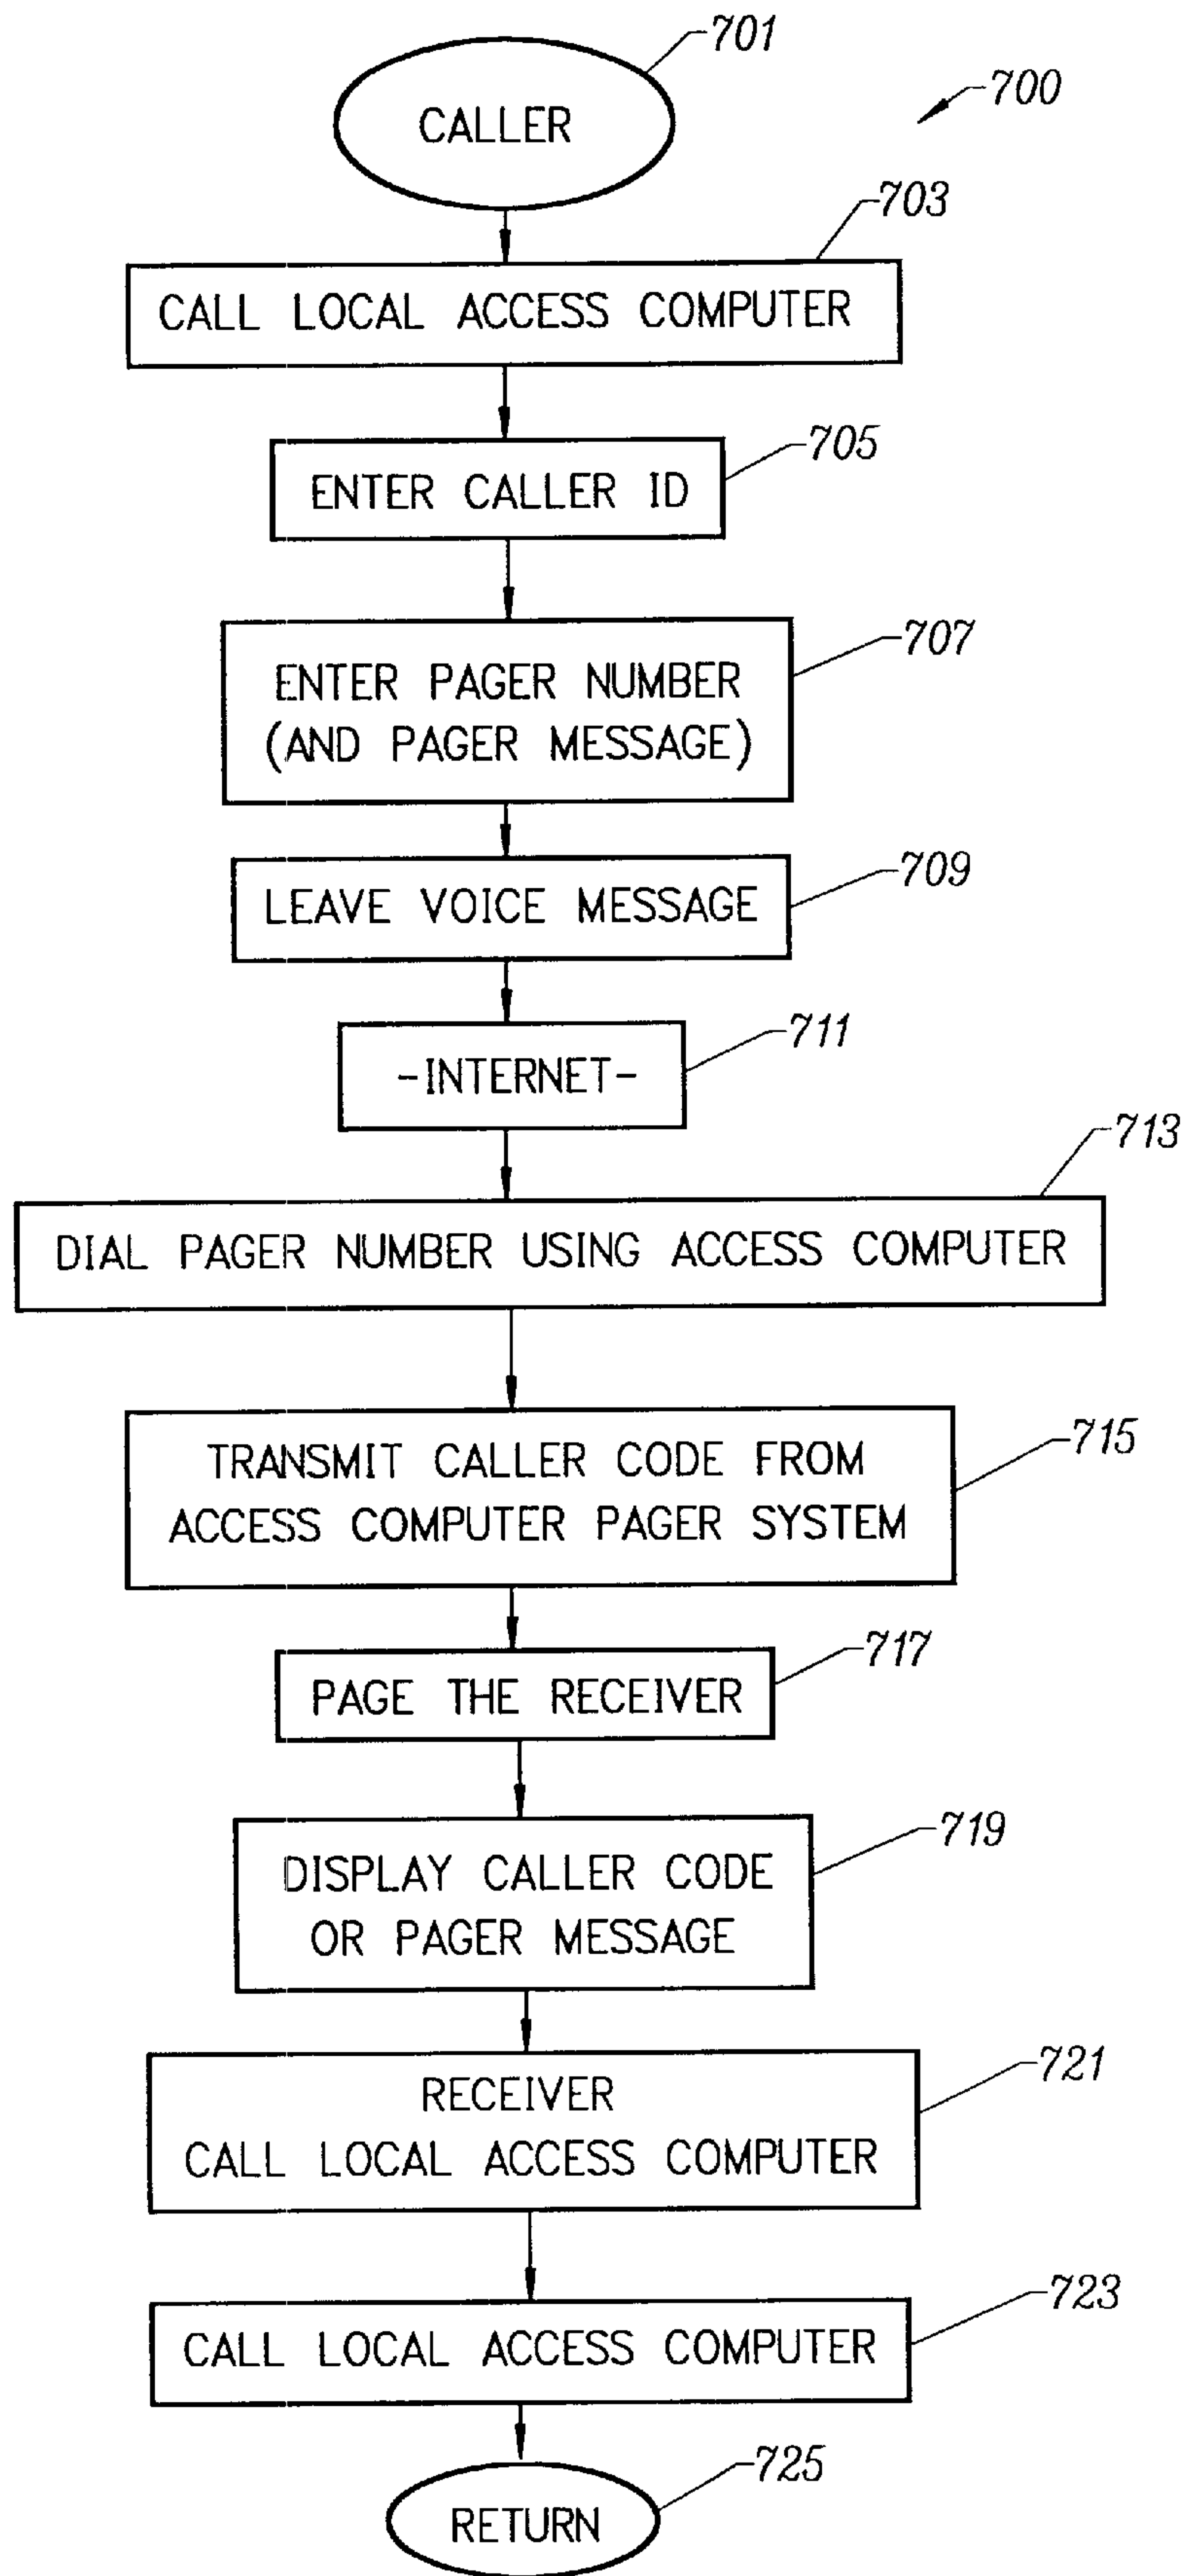 701
CALLER
700
703
CALL LOCAL ACCESS COMPUTER
705
ENTER CALLER ID
707
ENTER PAGER NUMBER
(AND PAGER MESSAGE)
709
LEAVE VOICE MESSAGE
711
-INTERNET-
713
DIAL PAGER NUMBER USING ACCESS COMPUTER
715
TRANSMIT CALLER CODE FROM
ACCESS COMPUTER PAGER SYSTEM
717
PAGE THE RECEIVER
719
DISPLAY CALLER CODE
OR PAGER MESSAGE
721
RECEIVER
CALL LOCAL ACCESS COMPUTER
723
CALL LOCAL ACCESS COMPUTER
725
RETURN